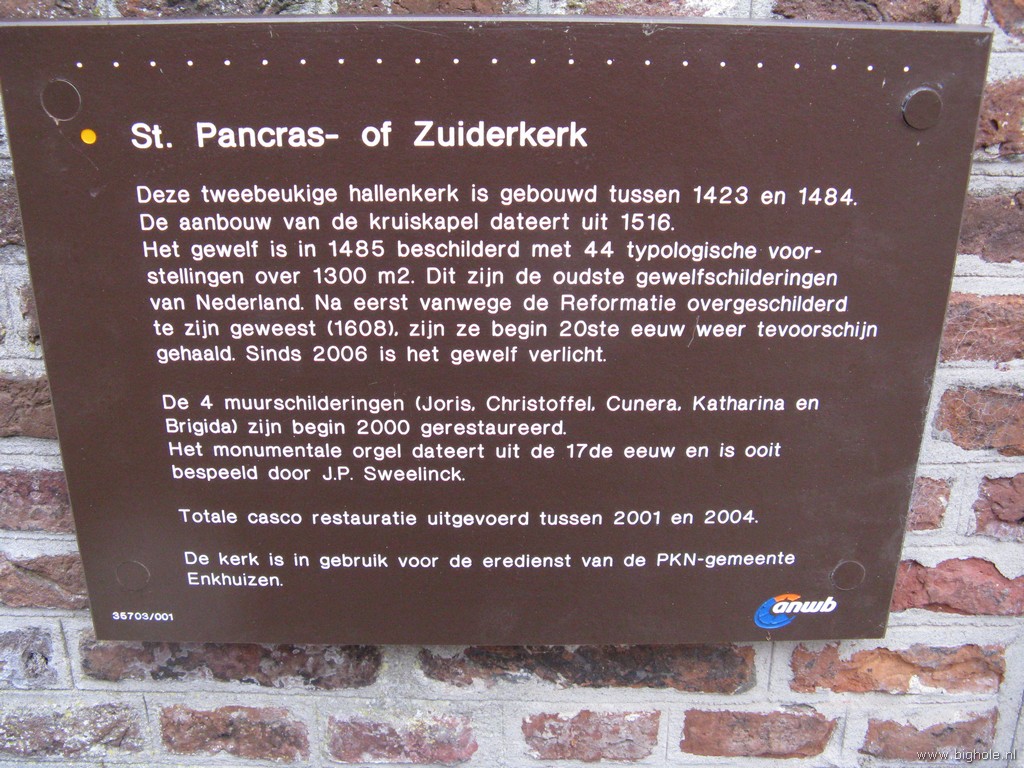 St. Pancras- of Zuiderkerk
Deze tweebeukige hallenkerk is gebouwd tussen 1423 en 1484.
De aanbouw van de kruiskapel dateert uit 1516.
Het gewelf is in 1485 beschilderd met 44 typologische voor-
stellingen over 1300 m2. Dit zijn de oudste gewelfschilderingen
van Nederland. Na eerst vanwege de Reformatie overgeschilderd
te zijn geweest (1608), zijn ze begin 20ste eeuw weer tevoorschijn
gehaald. Sinds 2006 is het gewelf verlicht.
De 4 muurschilderingen (Joris, Christoffel, Cunera, Katharina en
Brigida) zijn begin 2000 gerestaureerd.
Het monumentale orgel dateert uit de 17de eeuw en is ooit
bespeeld door J.P. Sweelinck.
Totale casco restauratie uitgevoerd tussen 2001 en 2004.
De kerk is in gebruik voor de eredienst van de PKN-gemeente
Enkhuizen.
35703/001
anwb
www.bighole.nl